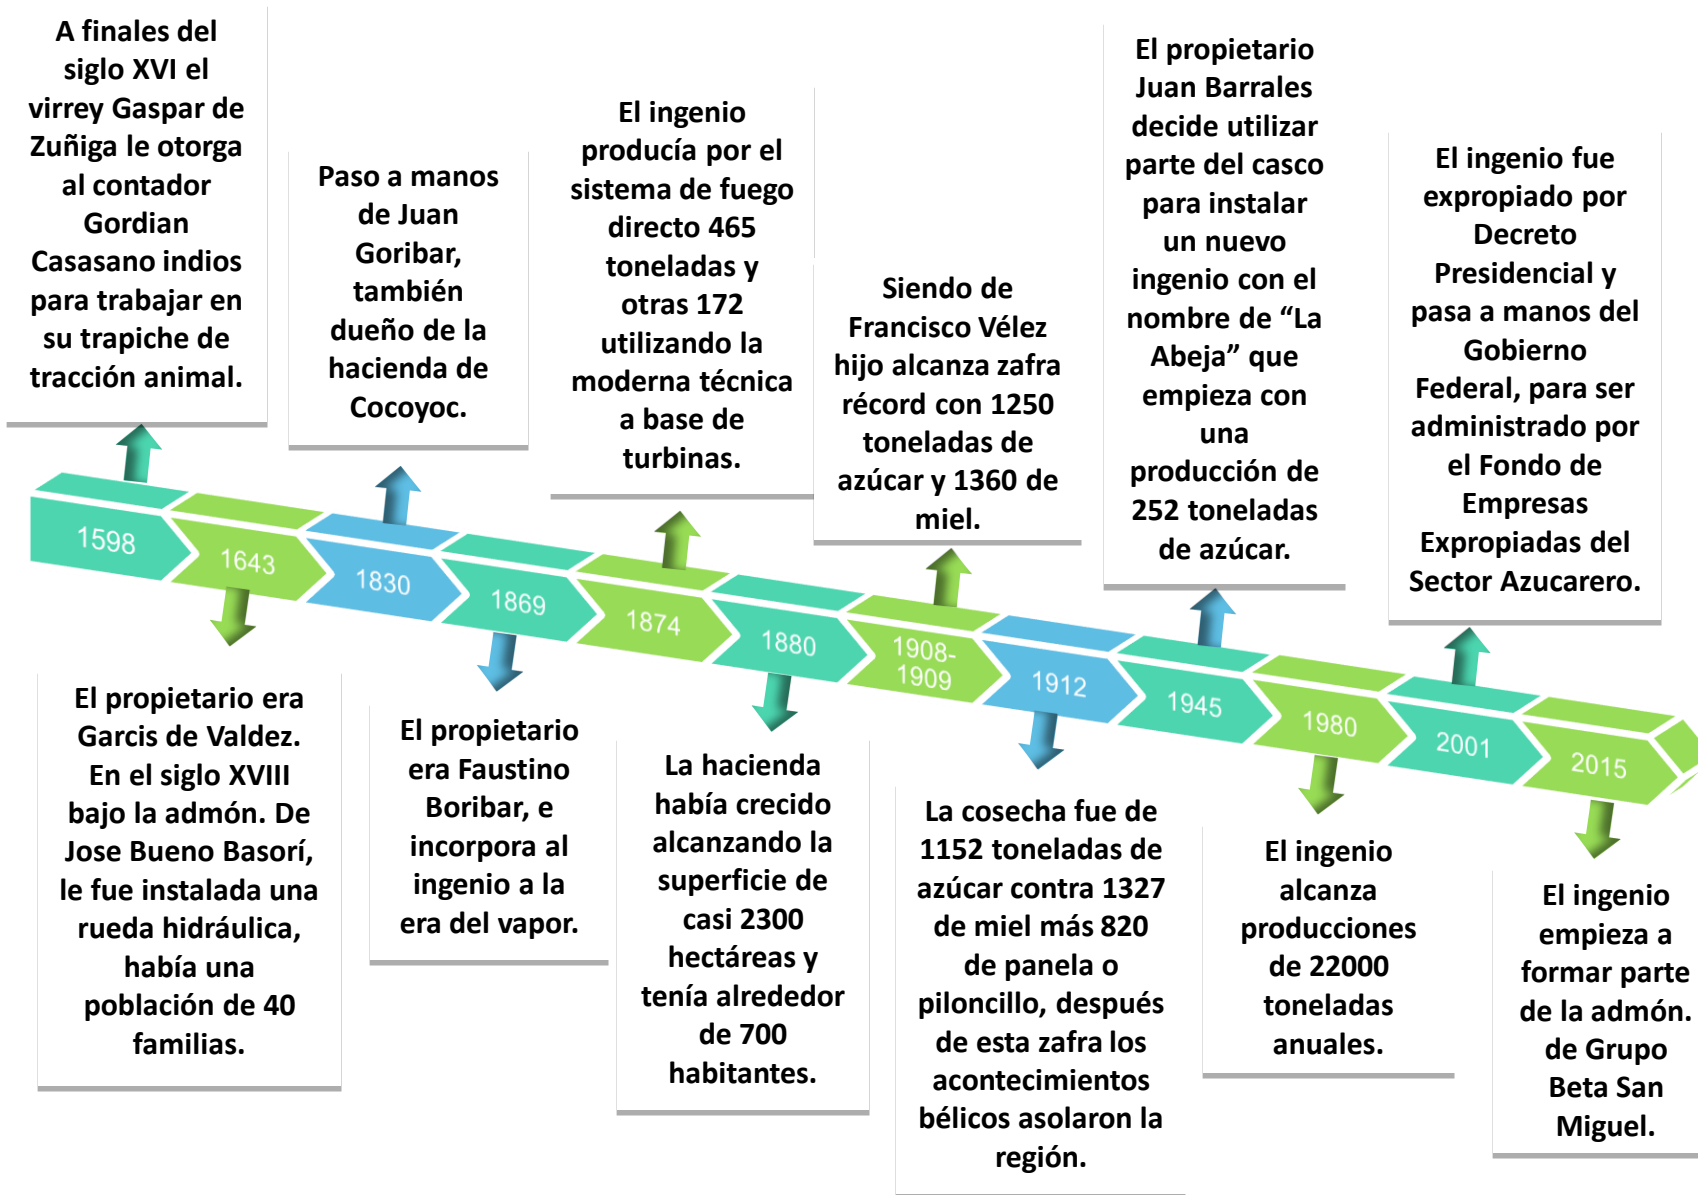 A finales del
siglo XVI el
virrey Gaspar de
Zuñiga le otorga
al contador
Gordian
Casasano indios
para trabajar en
su trapiche de
tracción animal.
Paso a manos
de Juan
Goribar,
también
dueño de la
hacienda de
Cocoyoc.
El ingenio
producía por el
sistema de fuego
directo 465
toneladas y
otras 172
utilizando la
moderna técnica
a base de
turbinas.
Siendo de
Francisco Vélez
hijo alcanza zafra
récord con 1250
toneladas de
azúcar y 1360 de
miel.
El propietario
Juan Barrales
decide utilizar
parte del casco
para instalar
un nuevo
ingenio con el
nombre de “La
Abeja” que
empieza con
una
producción de
252 toneladas
de azúcar.
El ingenio fue
expropiado por
Decreto
Presidencial y
pasa a manos del
Gobierno
Federal, para ser
administrado por
el Fondo de
Empresas
Expropiadas del
Sector Azucarero.
1598
1643
1830
1869
1874
1880
1908-
1909
1912
1945
1980
2001
2015
El propietario era
Garcis de Valdez.
En el siglo XVIII
bajo la admón. De
Jose Bueno Basorí,
le fue instalada una
rueda hidráulica,
había una
población de 40
familias.
El propietario
era Faustino
Boribar, e
incorpora al
ingenio a la
era del vapor.
La hacienda
había crecido
alcanzando la
superficie de
casi 2300
hectáreas y
tenía alrededor
de 700
habitantes.
La cosecha fue de
1152 toneladas de
azúcar contra 1327
de miel más 820
de panela o
piloncillo, después
de esta zafra los
acontecimientos
bélicos asolaron la
región.
El ingenio
alcanza
producciones
de 22000
toneladas
anuales.
El ingenio
empieza a
formar parte
de la admón.
de Grupo
Beta San
Miguel.